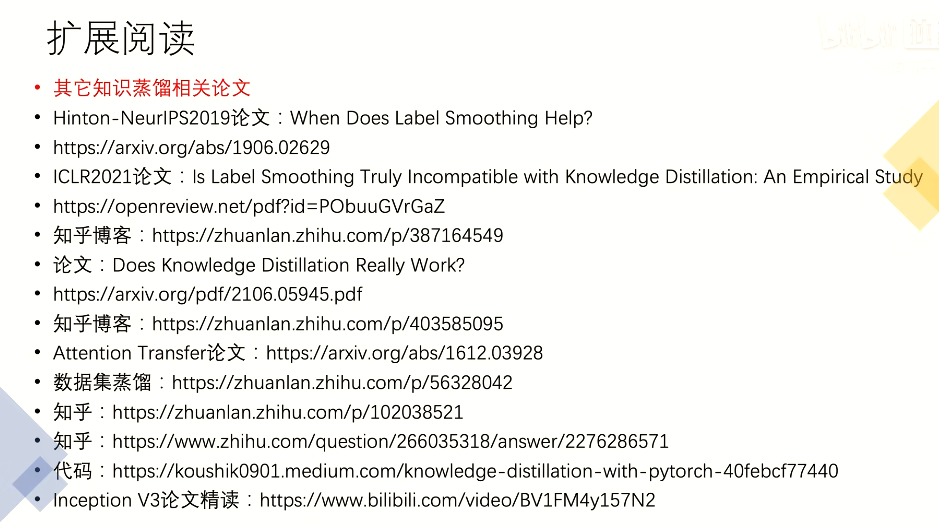 扩展阅读
其它知识蒸馏相关论文
Hinton-NeurIPS2019论文：When Does Label Smoothing Help?
https://arxiv.org/abs/1906.02629
ICLR2021论文：Is Label Smoothing Truly Incompatible with Knowledge Distillation: An Empirical Study
https://openreview.net/pdf?id=PObuuGVrGaZ
知乎博客：https://zhuanlan.zhihu.com/p/387164549
论文：Does Knowledge Distillation Really Work?
https://arxiv.org/pdf/2106.05945.pdf
知乎博客：https://zhuanlan.zhihu.com/p/403585095
Attention Transfer论文：https://arxiv.org/abs/1612.03928
数据集蒸馏：https://zhuanlan.zhihu.com/p/56328042
知乎：https://zhuanlan.zhihu.com/p/102038521
知乎：https://www.zhihu.com/question/266035318/answer/2276286571
代码：https://koushik0901.medium.com/knowledge-distillation-with-pytorch-40febcf77440
Inception V3论文精读：https://www.bilibili.com/video/BV1FM4y157N2